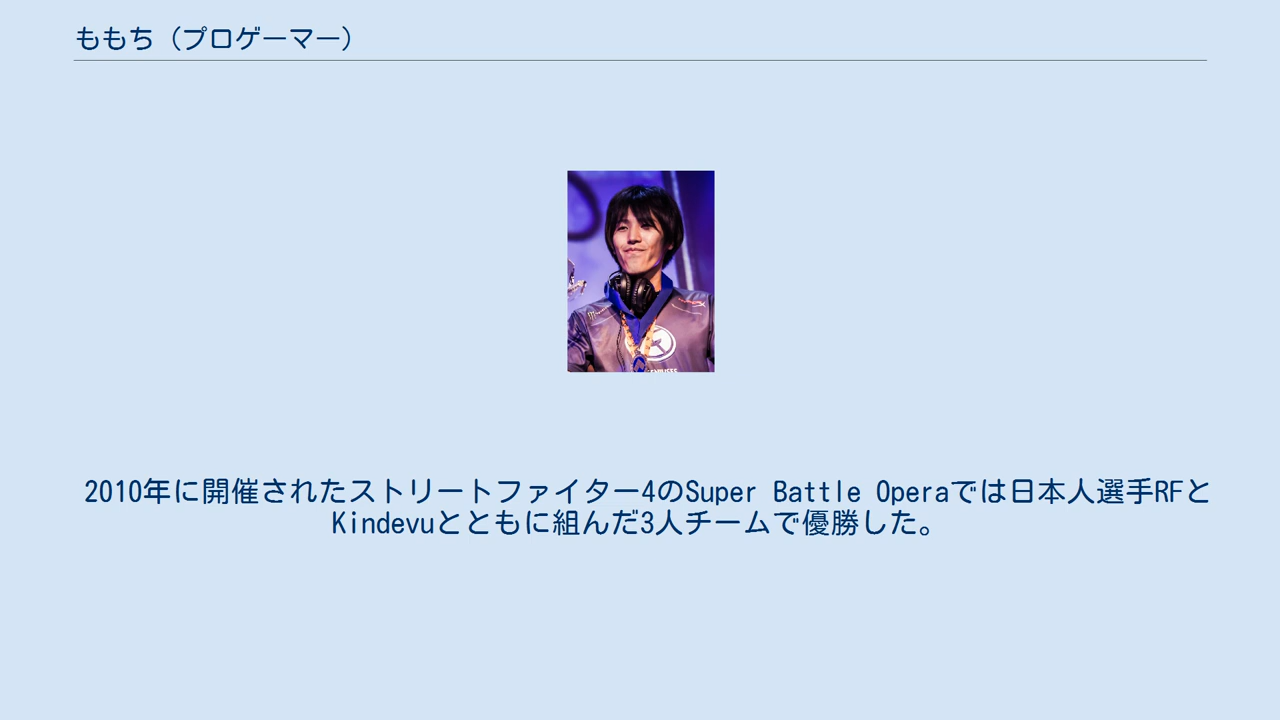 ももち（プロゲーマー）
2010年に開催されたストリートファイター4のSuper Battle Operaでは日本人選手RFと
Kindevuとともに組んだ3人チームで優勝した。